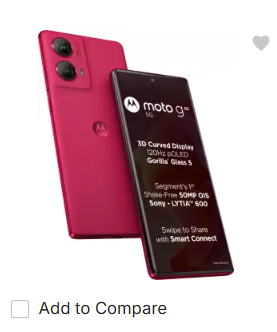 moto g 85
5G
3D Curved Display
120Hz pOLED
Gorilla® Glass 5
Segment's 1st
Shake-Free 50MP OIS
Sony - LYTIA™ 600
Swipe to Share
with Smart Connect
Add to Compare